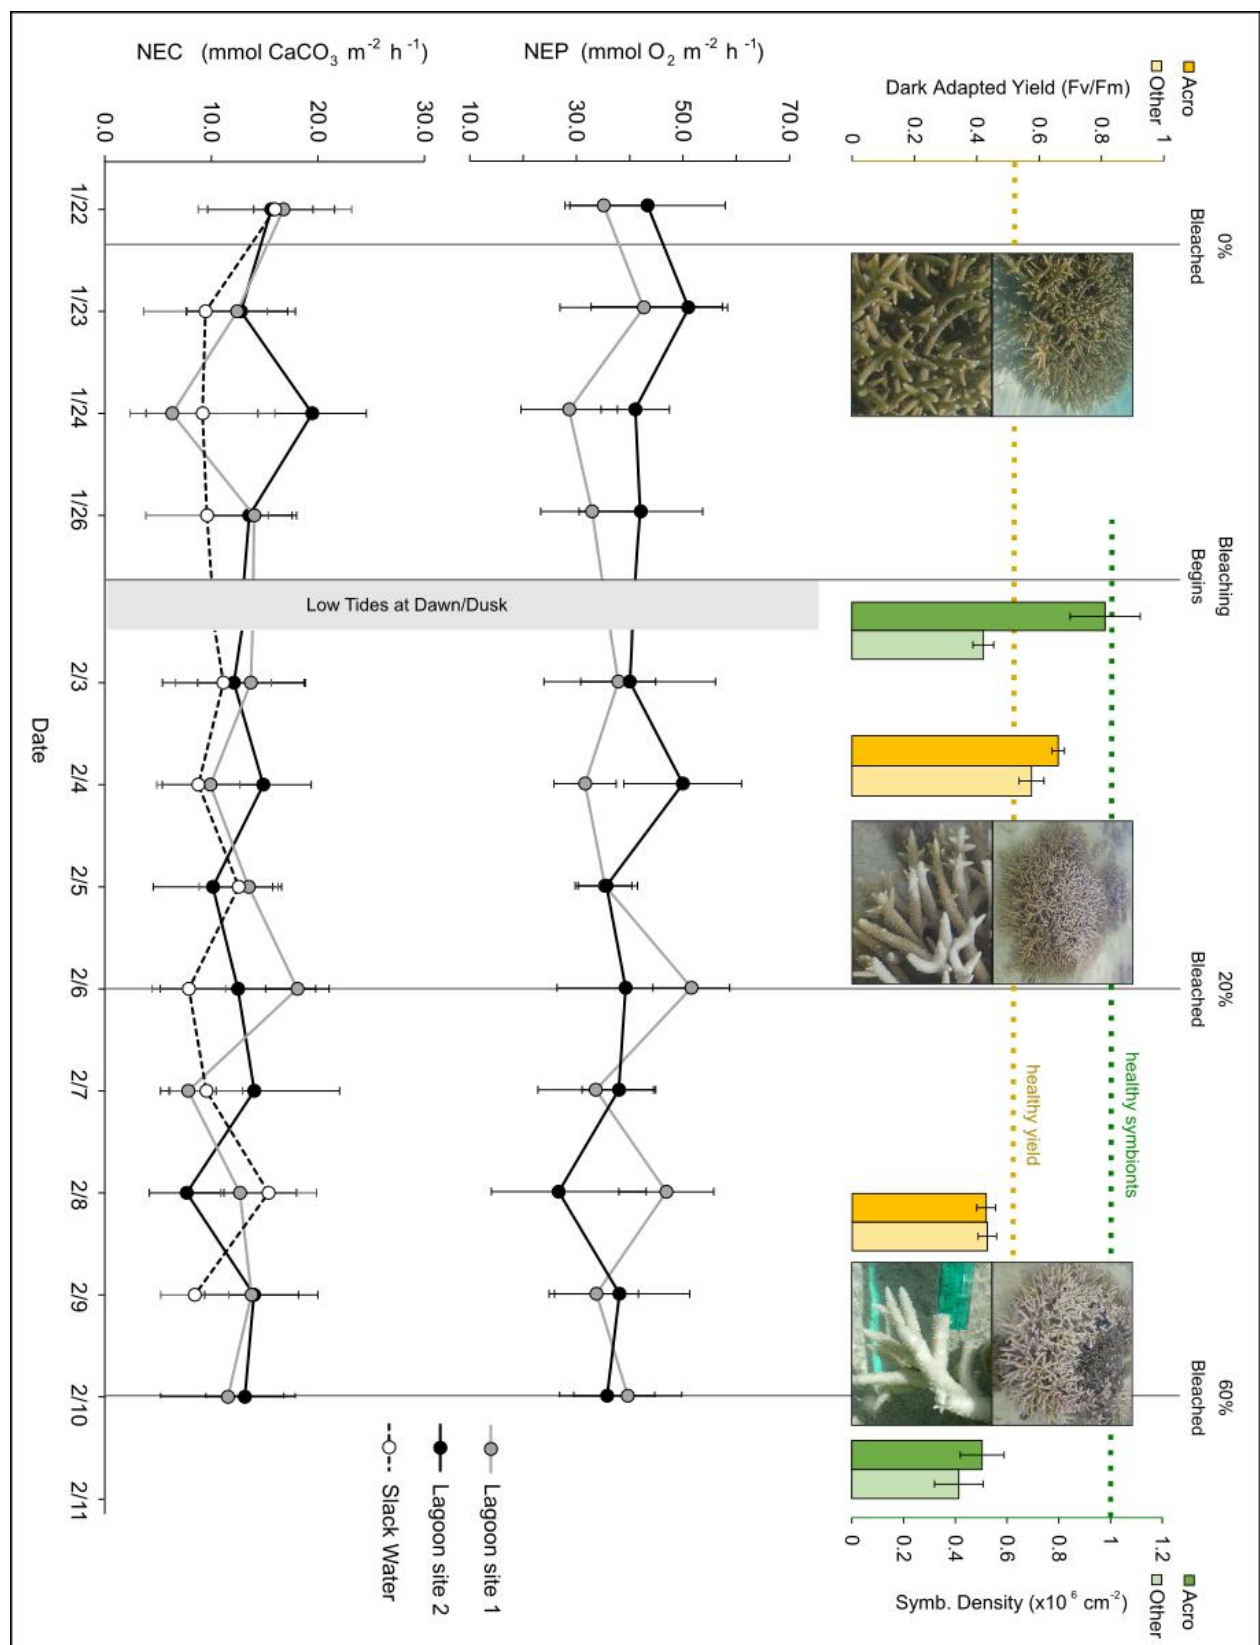 Acro
Other
Dark Adapted Yield (Fv/Fm)
0 0.2 0.4 0.6 0.8 1
0%
Bleached
Bleaching
Begins
20%
Bleached
60%
Bleached
healthy symbionts
healthy yield
0 0.2 0.4 0.6 0.8 1 1.2
Symb. Density (x10⁶ cm⁻²)
Acro
Other
NEP (mmol O₂ m⁻² h⁻¹)
10.0 30.0 50.0 70.0
NEC (mmol CaCO₃ m⁻² h⁻¹)
0.0 10.0 20.0 30.0
Low Tides at Dawn/Dusk
Lagoon site 1
Lagoon site 2
Slack Water
1/22 1/23 1/24 1/26 2/3 2/4 2/5 2/6 2/7 2/8 2/9 2/10 2/11
Date